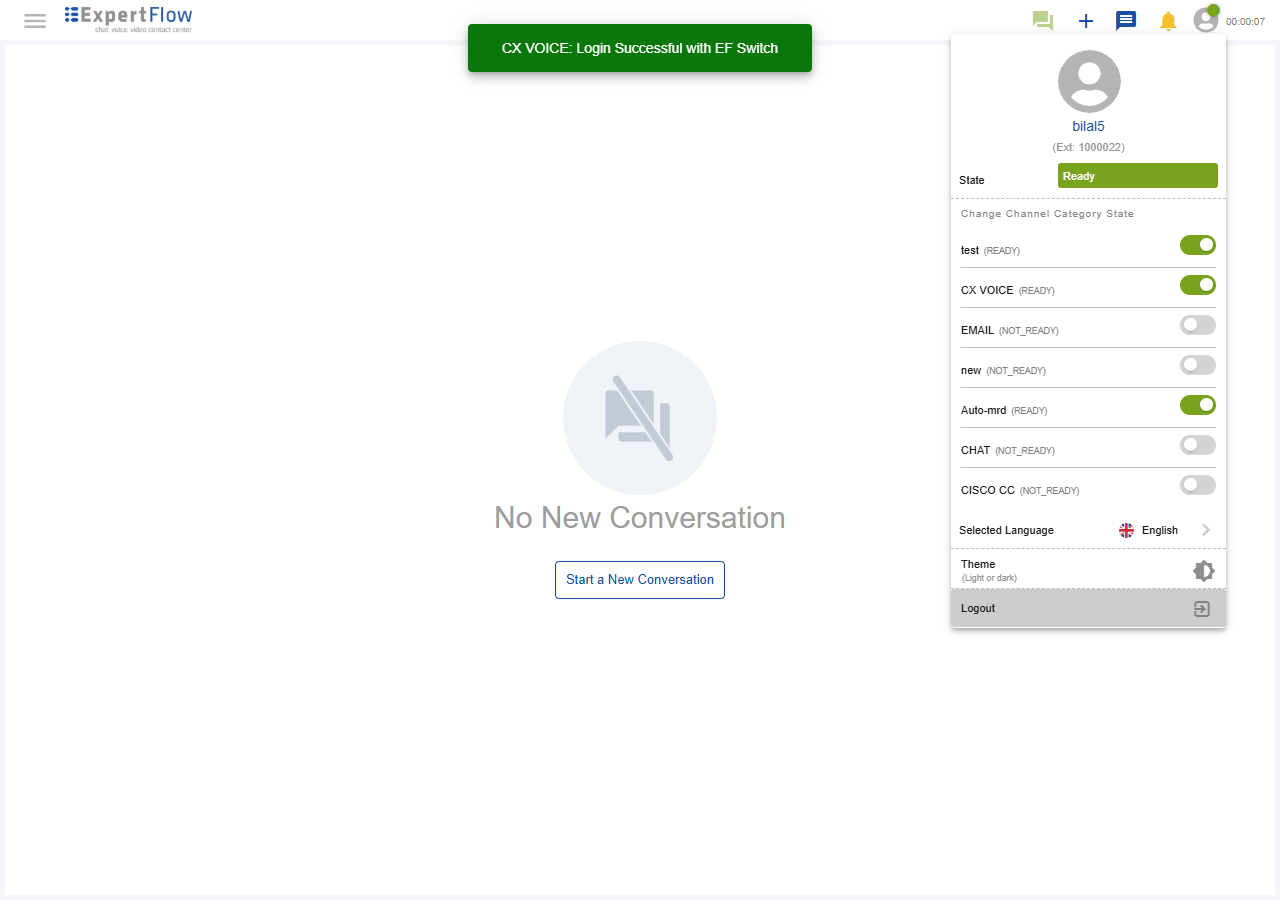 ExpertFlow
chat, voice, video contact center
CX VOICE: Login Successful with EF Switch
00:00:07
bilal5
(Ext: 1000022)
State
Ready
Change Channel Category State
test (READY)
CX VOICE (READY)
EMAIL (NOT_READY)
new (NOT_READY)
Auto-mrd (READY)
CHAT (NOT_READY)
CISCO CC (NOT_READY)
Selected Language English
Theme
(Light or dark)
Logout
No New Conversation
Start a New Conversation